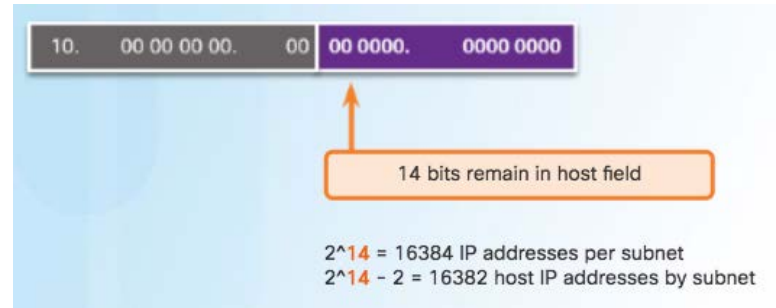 10. 00 00 00 00. 00 00 0000. 0000 0000
14 bits remain in host field
2^14 = 16384 IP addresses per subnet
2^14 - 2 = 16382 host IP addresses by subnet